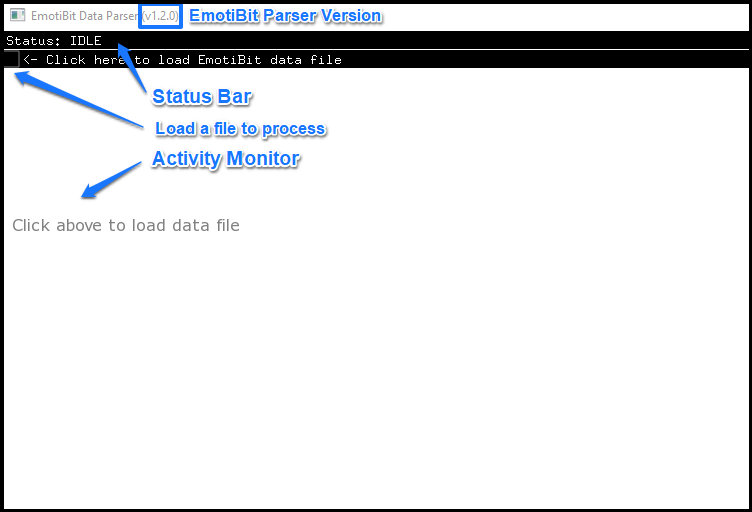 EmotiBit Data Parser (v1.2.0) EmotiBit Parser Version
Status: IDLE
<- Click here to load EmotiBit data file
Status Bar
Load a file to process
Activity Monitor
Click above to load data file